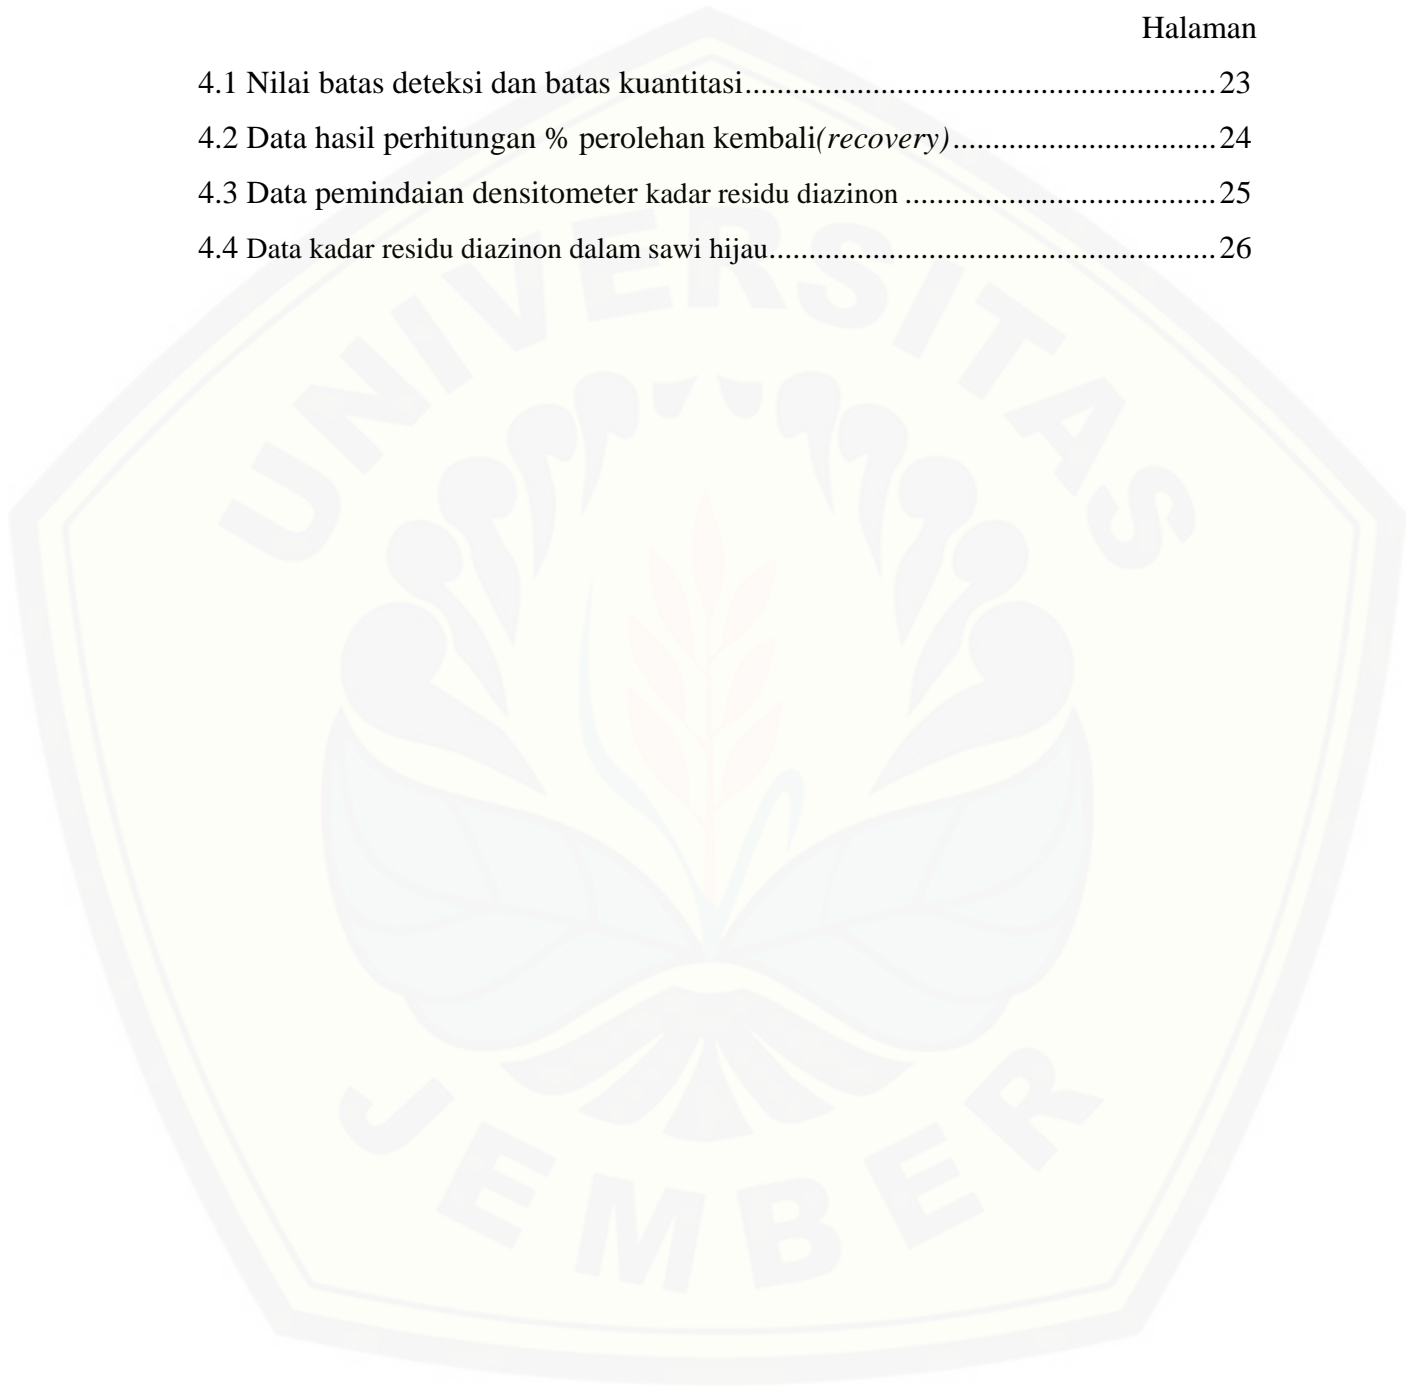 Halaman
4.1 Nilai batas deteksi dan batas kuantitasi..........................................................23
4.2 Data hasil perhitungan % perolehan kembali(recovery)................................24
4.3 Data pemindaian densitometer kadar residu diazinon ......................................25
4.4 Data kadar residu diazinon dalam sawi hijau.......................................................26
UNIVERSITAS
JEMBER